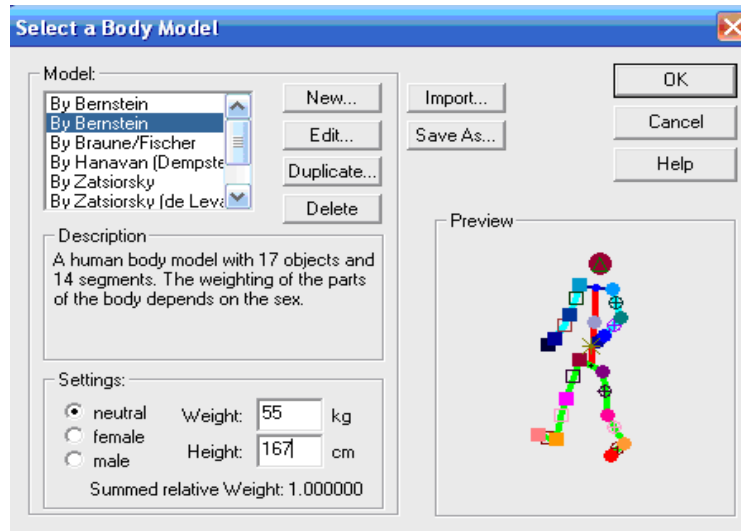 Select a Body Model
Model:
By Bernstein
By Bernstein
By Braune/Fischer
By Hanavan (Dempste
By Zatsiorsky
By Zatsiorsky (de Leva
New...
Edit...
Duplicate...
Delete
Import...
Save As...
OK
Cancel
Help
Description
A human body model with 17 objects and
14 segments. The weighting of the parts
of the body depends on the sex.
Settings:
neutral
female
male
Weight: 55 kg
Height: 167 cm
Summed relative Weight: 1.000000
Preview